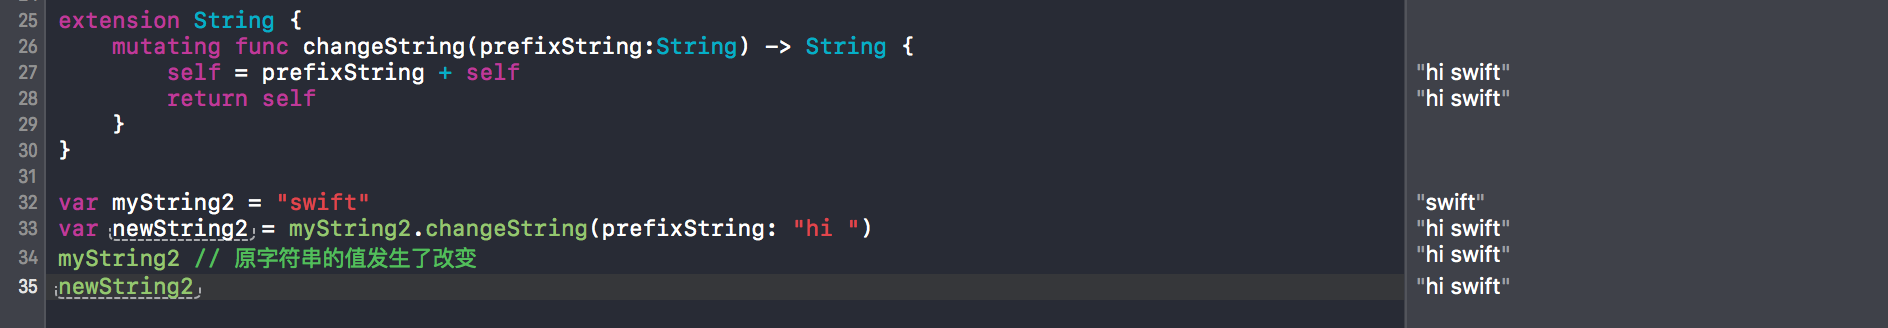 25 extension String { 
26 mutating func changeString(prefixString:String) -> String {
27 self = prefixString + self "hi swift"
28 return self "hi swift"
29 }
30 }
31
32 var myString2 = "swift" "swift"
33 var newString2 = myString2.changeString(prefixString: "hi ") "hi swift"
34 myString2 // 原字符串的值发生了改变 "hi swift"
35 newString2 "hi swift"